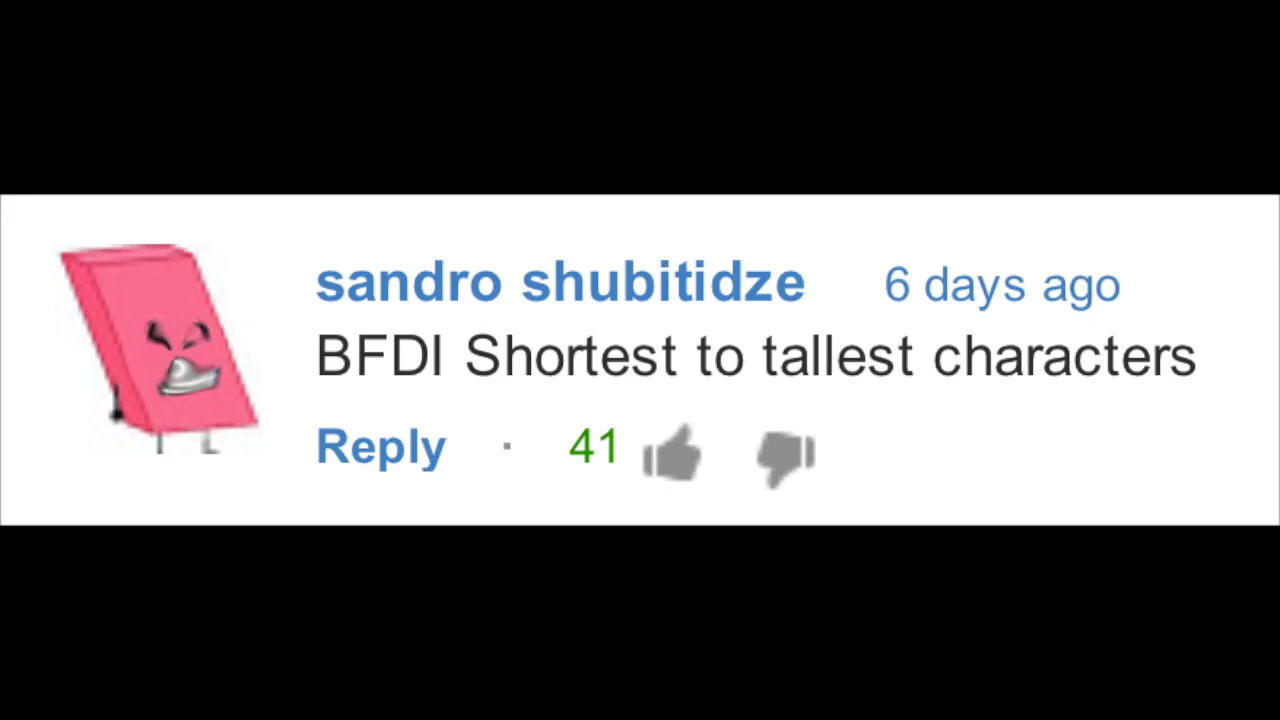 sandro shubitidze 6 days ago
BFDI Shortest to tallest characters
Reply · 41